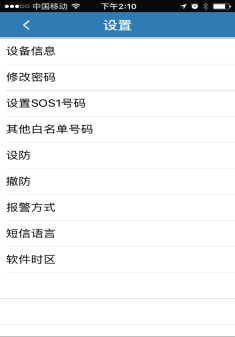 中国移动 下午2:10
设置
设备信息
修改密码
设置SOS1号码
其他白名单号码
设防
撤防
报警方式
短信语言
软件时区